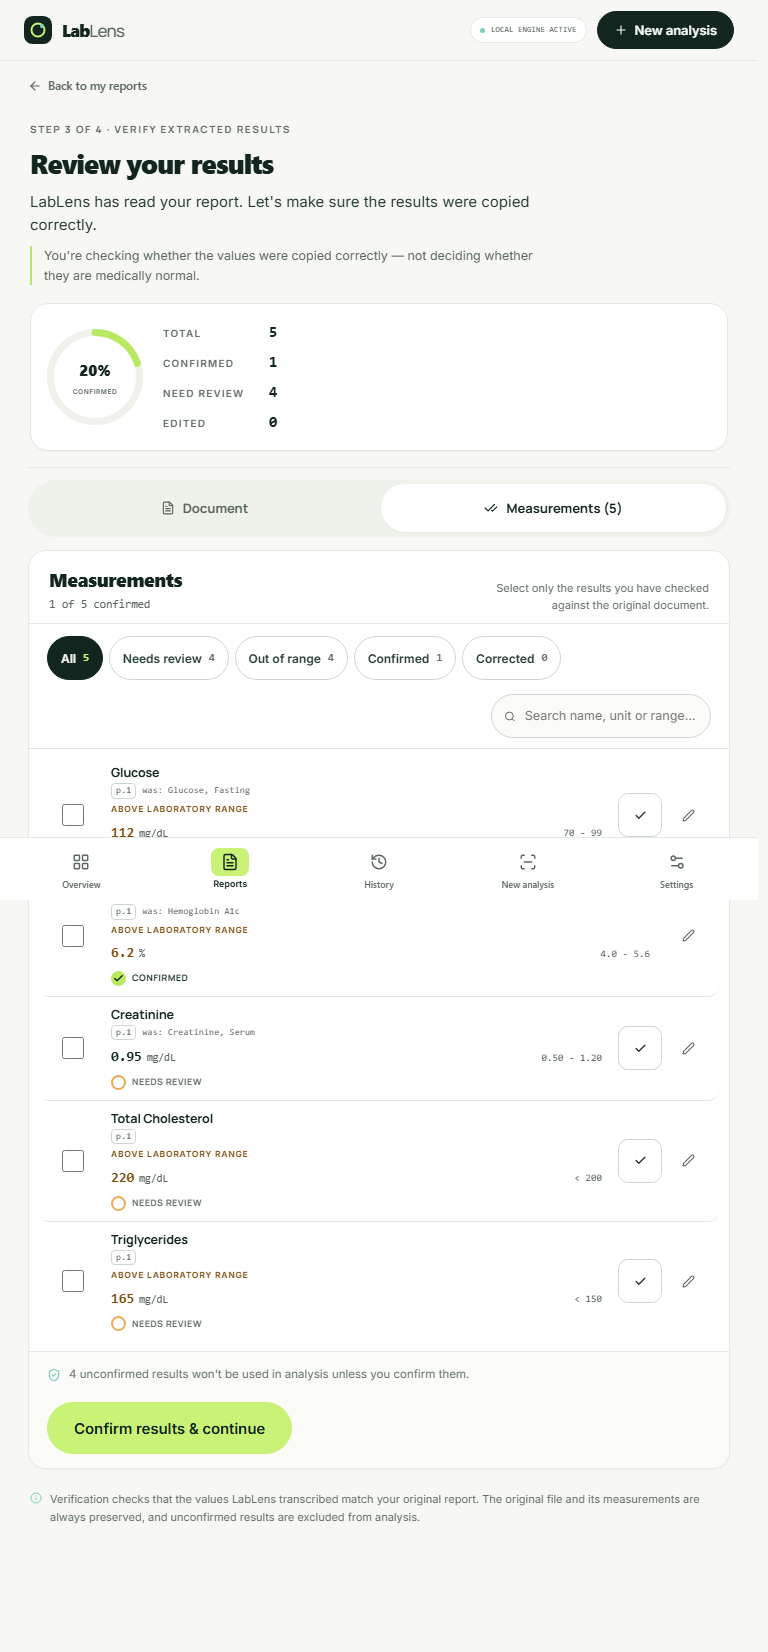 LabLens
LOCAL ENGINE ACTIVE
New analysis
Back to my reports
STEP 3 OF 4 · VERIFY EXTRACTED RESULTS
Review your results
LabLens has read your report. Let's make sure the results were copied
correctly.
You're checking whether the values were copied correctly — not deciding whether
they are medically normal.
20%
CONFIRMED
TOTAL 5
CONFIRMED 1
NEED REVIEW 4
EDITED 0
Document
Measurements (5)
Measurements
1 of 5 confirmed
Select only the results you have checked
against the original document.
All 5
Needs review 4
Out of range 4
Confirmed 1
Corrected 0
Search name, unit or range...
Glucose
p.1 was: Glucose, Fasting
ABOVE LABORATORY RANGE
112 mg/dL 70 - 99
Overview
Reports
History
New analysis
Settings
p.1 was: Hemoglobin A1c
ABOVE LABORATORY RANGE
6.2 % 4.0 - 5.6
CONFIRMED
Creatinine
p.1 was: Creatinine, Serum
0.95 mg/dL 0.50 - 1.20
NEEDS REVIEW
Total Cholesterol
p.1
ABOVE LABORATORY RANGE
220 mg/dL < 200
NEEDS REVIEW
Triglycerides
p.1
ABOVE LABORATORY RANGE
165 mg/dL < 150
NEEDS REVIEW
4 unconfirmed results won't be used in analysis unless you confirm them.
Confirm results & continue
Verification checks that the values LabLens transcribed match your original report. The original file and its measurements are
always preserved, and unconfirmed results are excluded from analysis.